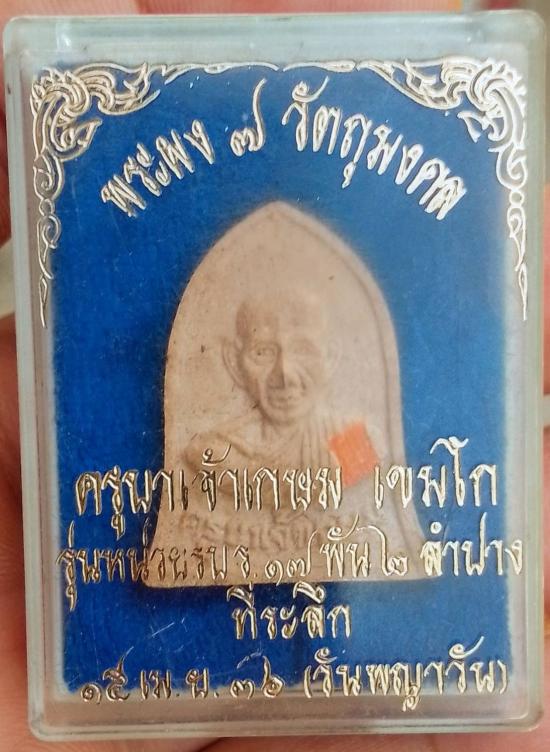 พระผง ๗ วัตถุมงคล
ครูบาเจ้าเกษม เขมโก
รุ่นหน่วยรบ ร.๑๗ พัน ๒ ลำปาง
ที่ระลึก
๑๕ เม.ย. ๓๖ (วันพญาวัน)